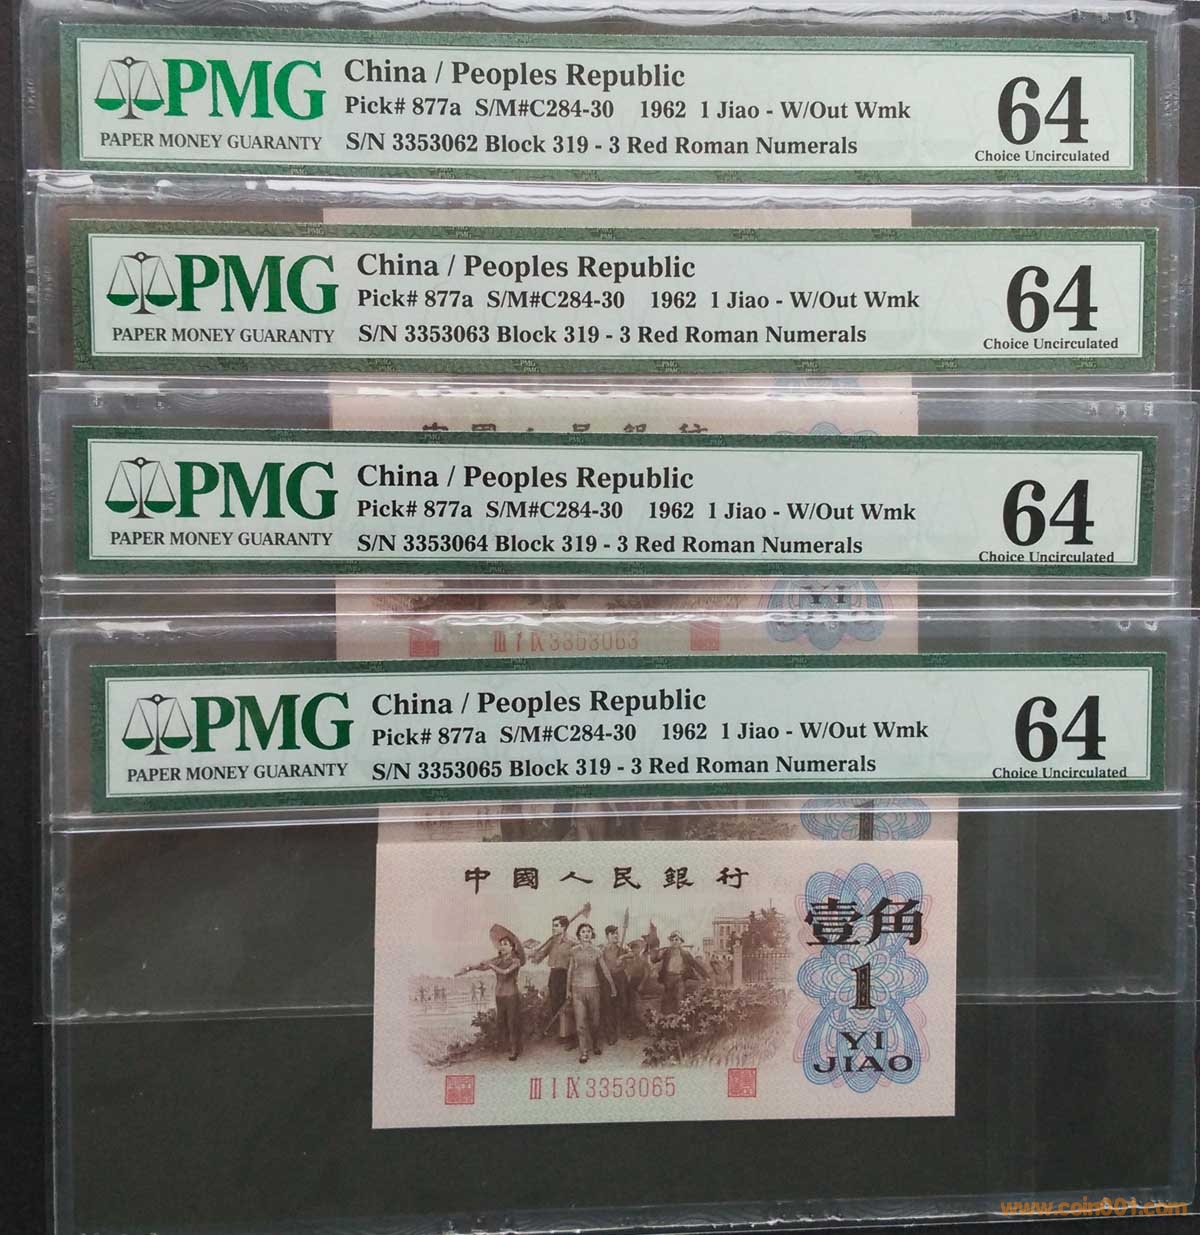 PMG
PAPER MONEY GUARANTY
China / Peoples Republic
Pick# 877a S/M#C284-30 1962 1 Jiao - W/Out Wmk
S/N 3353062 Block 319 - 3 Red Roman Numerals
64
Choice Uncirculated
PMG
PAPER MONEY GUARANTY
China / Peoples Republic
Pick# 877a S/M#C284-30 1962 1 Jiao - W/Out Wmk
S/N 3353063 Block 319 - 3 Red Roman Numerals
64
Choice Uncirculated
PMG
PAPER MONEY GUARANTY
China / Peoples Republic
Pick# 877a S/M#C284-30 1962 1 Jiao - W/Out Wmk
S/N 3353064 Block 319 - 3 Red Roman Numerals
64
Choice Uncirculated
YI
III I IX 3353063
PMG
PAPER MONEY GUARANTY
China / Peoples Republic
Pick# 877a S/M#C284-30 1962 1 Jiao - W/Out Wmk
S/N 3353065 Block 319 - 3 Red Roman Numerals
64
Choice Uncirculated
1
中國人民銀行
壹角
1
YI
JIAO
III I IX 3353065
www.coin001.com